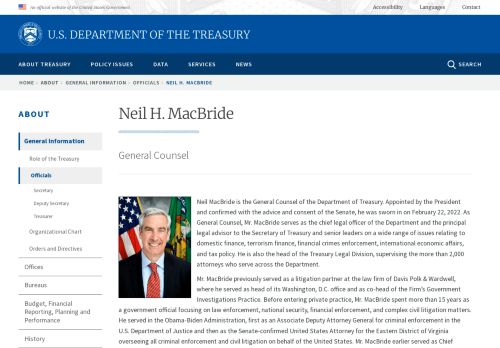 An official website of the United States Government
Accessibility Languages Contact
U.S. DEPARTMENT OF THE TREASURY
ABOUT TREASURY POLICY ISSUES DATA SERVICES NEWS SEARCH
HOME › ABOUT › GENERAL INFORMATION › OFFICIALS › NEIL H. MACBRIDE
ABOUT
General Information
Role of the Treasury
Officials
Secretary
Deputy Secretary
Treasurer
Organizational Chart
Orders and Directives
Offices
Bureaus
Budget, Financial
Reporting, Planning and
Performance
History
Neil H. MacBride
General Counsel
Neil MacBride is the General Counsel of the Department of Treasury. Appointed by the President
and confirmed with the advice and consent of the Senate, he was sworn in on February 22, 2022. As
General Counsel, Mr. MacBride serves as the chief legal officer of the Department and the principal
legal advisor to the Secretary of Treasury and senior leaders on a wide range of issues relating to
domestic finance, terrorism finance, financial crimes enforcement, international economic affairs,
and tax policy. He is also the head of the Treasury Legal Division, supervising the more than 2,000
attorneys who serve across the Department.
Mr. MacBride previously served as a litigation partner at the law firm of Davis Polk & Wardwell,
where he served as head of its Washington, D.C. office and as co-head of the Firm's Government
Investigations Practice. Before entering private practice, Mr. MacBride spent more than 15 years as
a government official focusing on law enforcement, national security, financial enforcement, and complex civil litigation matters.
He served in the Obama-Biden Administration, first as an Associate Deputy Attorney General for criminal enforcement in the
U.S. Department of Justice and then as the Senate-confirmed United States Attorney for the Eastern District of Virginia
overseeing all criminal enforcement and civil litigation on behalf of the United States. Mr. MacBride earlier served as Chief